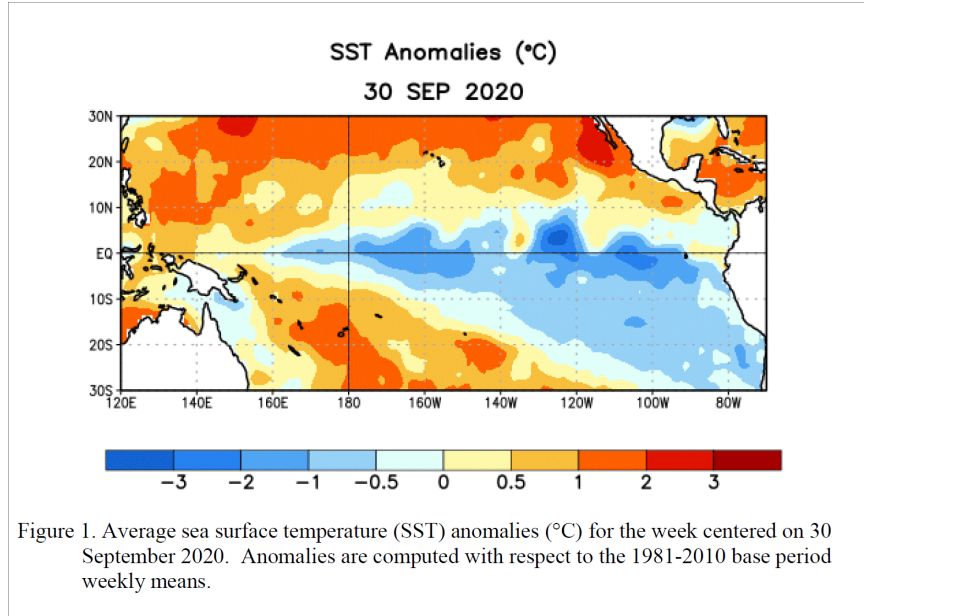 SST Anomalies (°C)
30 SEP 2020
30N
20N
10N
EQ
10S
20S
30S
120E 140E 160E 180 160W 140W 120W 100W 80W
-3 -2 -1 -0.5 0 0.5 1 2 3
Figure 1. Average sea surface temperature (SST) anomalies (°C) for the week centered on 30
September 2020. Anomalies are computed with respect to the 1981-2010 base period
weekly means.